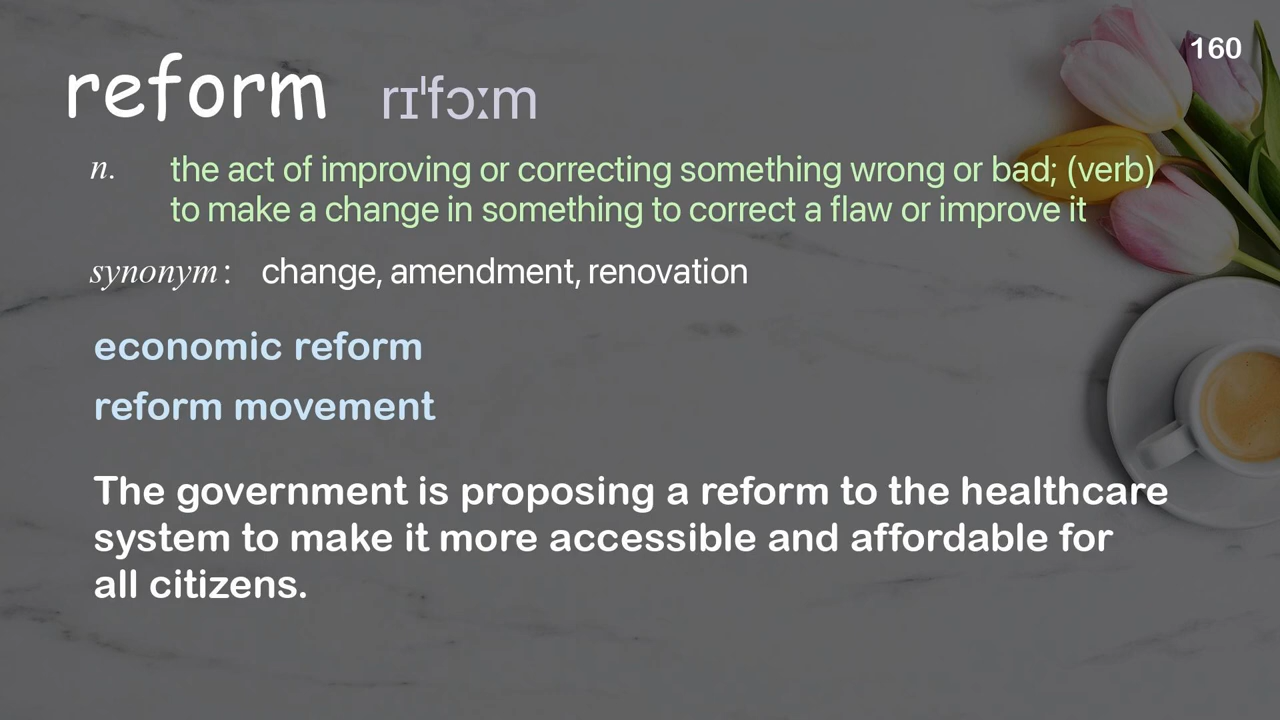 160
reform rɪˈfɔːm
n. the act of improving or correcting something wrong or bad; (verb)
to make a change in something to correct a flaw or improve it
synonym: change, amendment, renovation
economic reform
reform movement
The government is proposing a reform to the healthcare
system to make it more accessible and affordable for
all citizens.